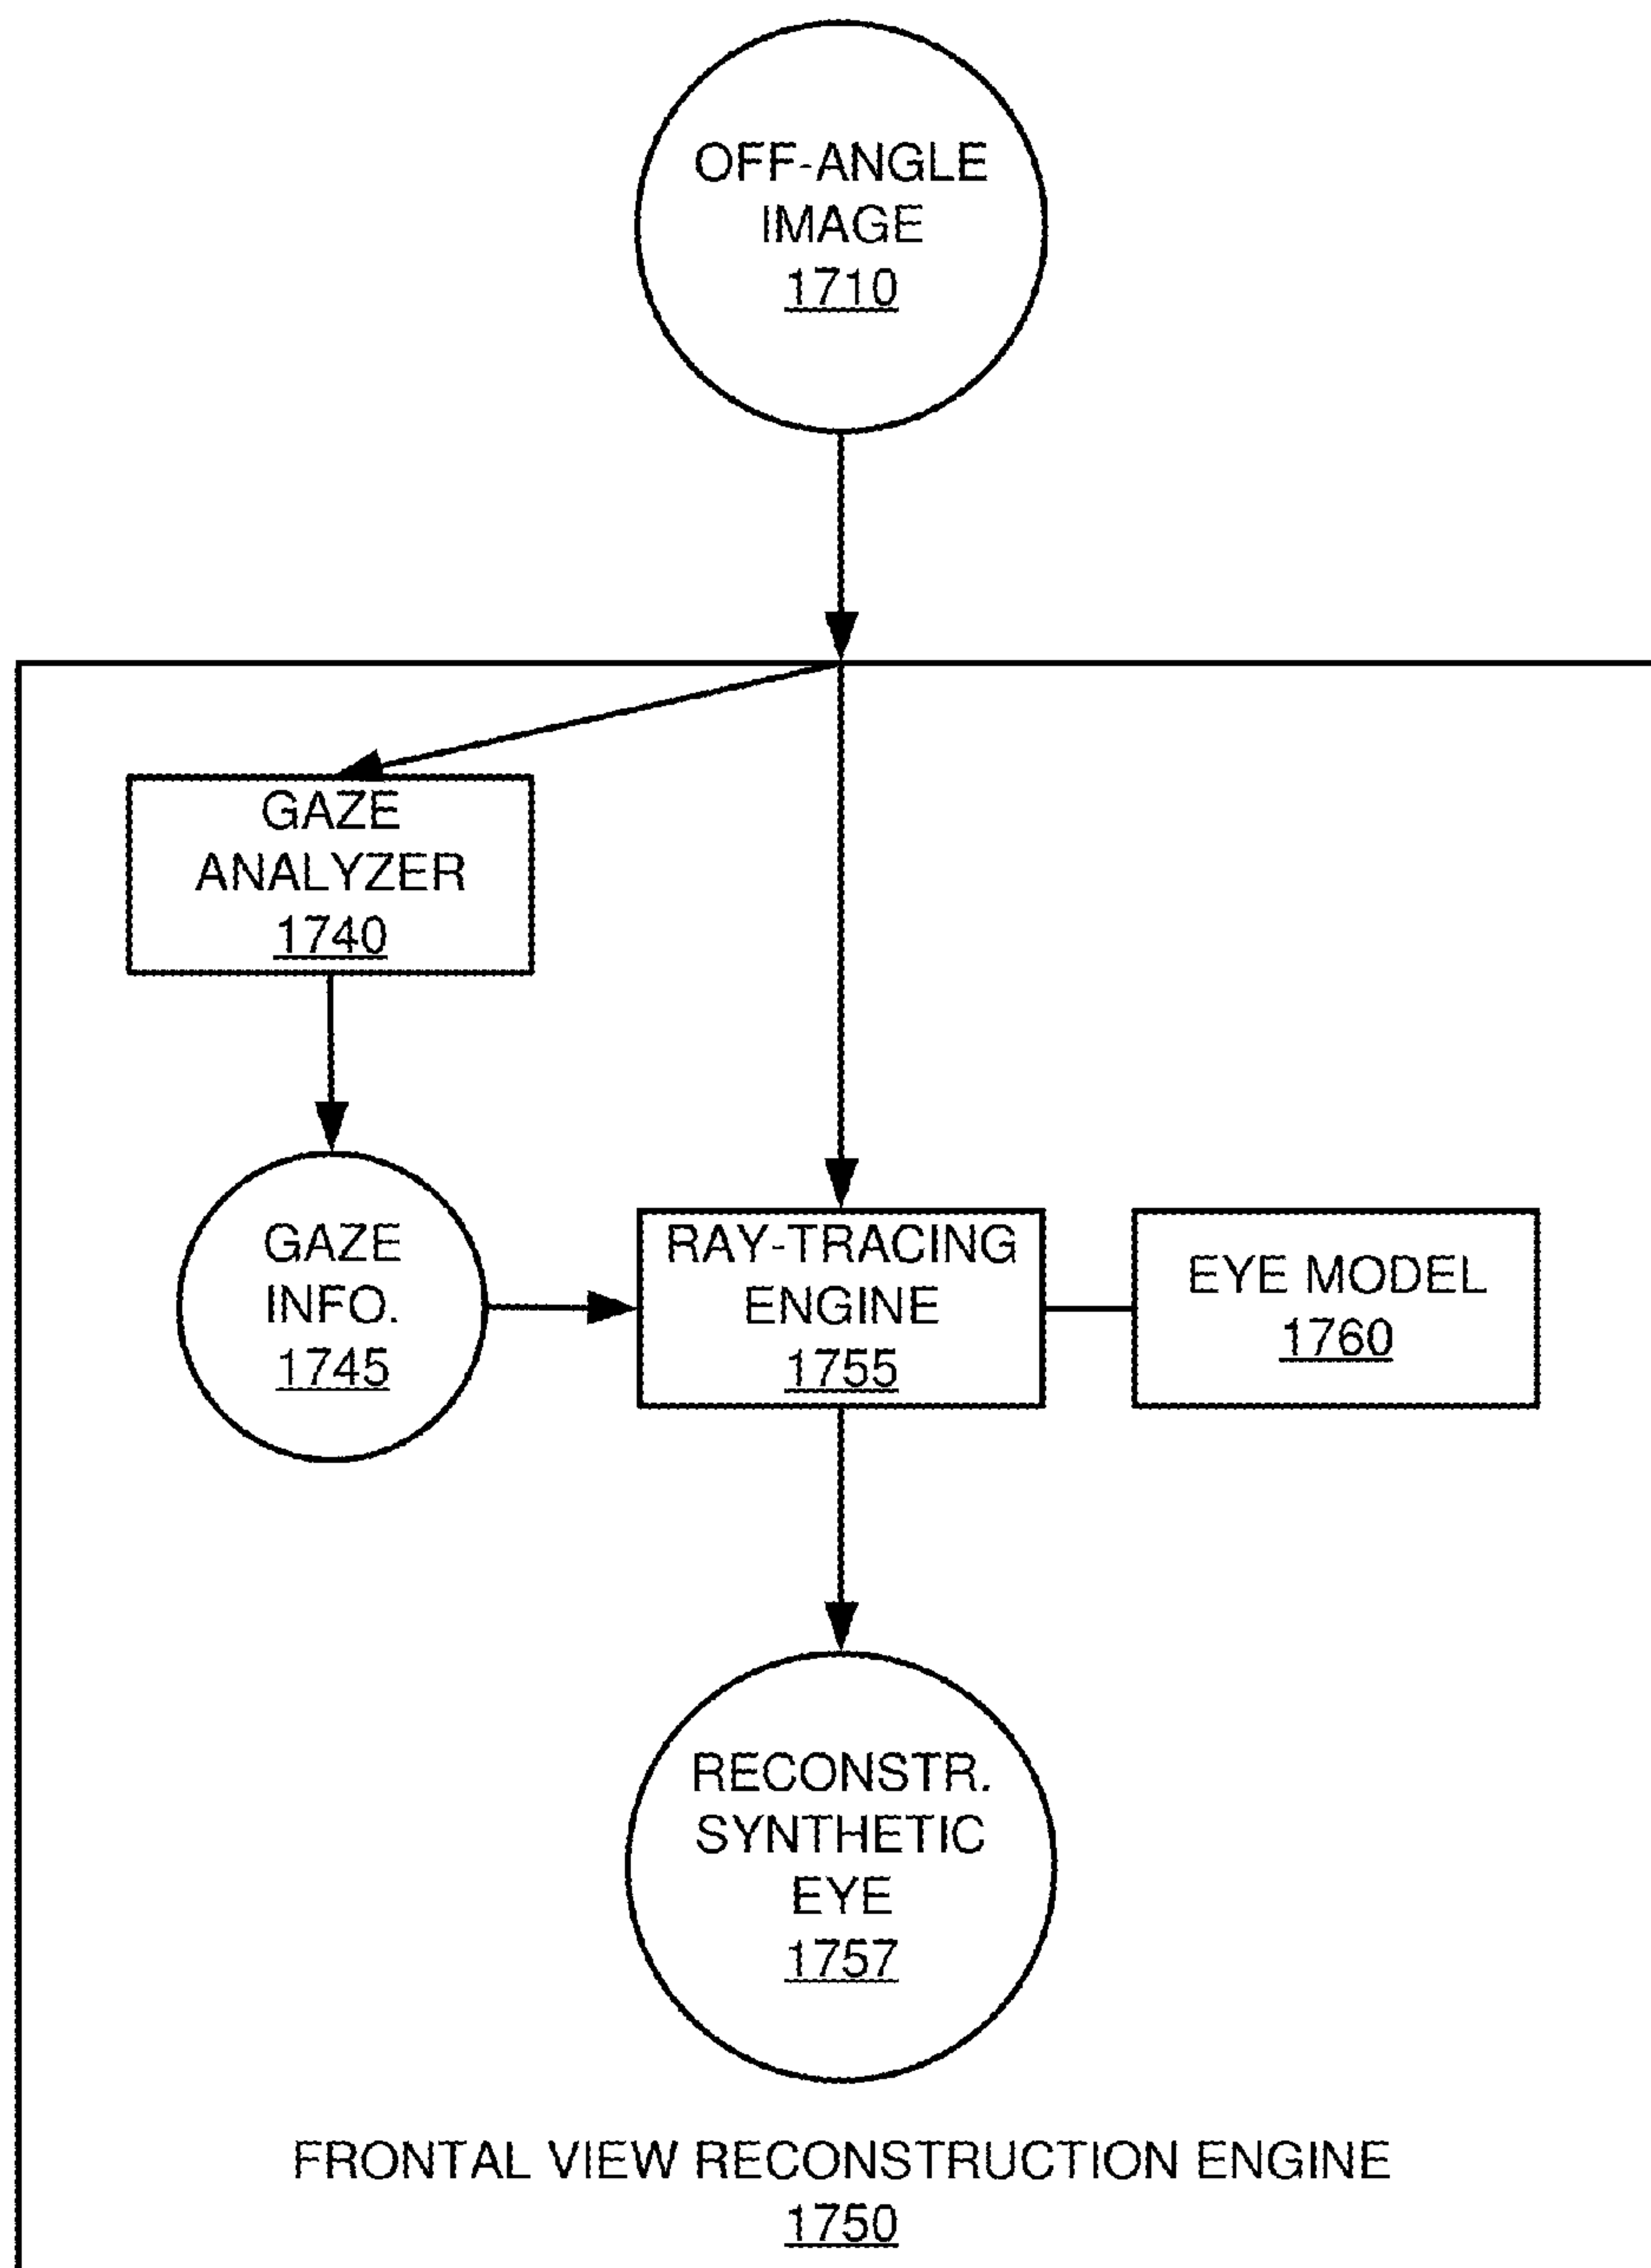 OFF-ANGLE
IMAGE
1710
GAZE
ANALYZER
1740
GAZE
INFO.
1745
RAY-TRACING
ENGINE
1755
EYE MODEL
1760
RECONSTR.
SYNTHETIC
EYE
1757
FRONTAL VIEW RECONSTRUCTION ENGINE
1750